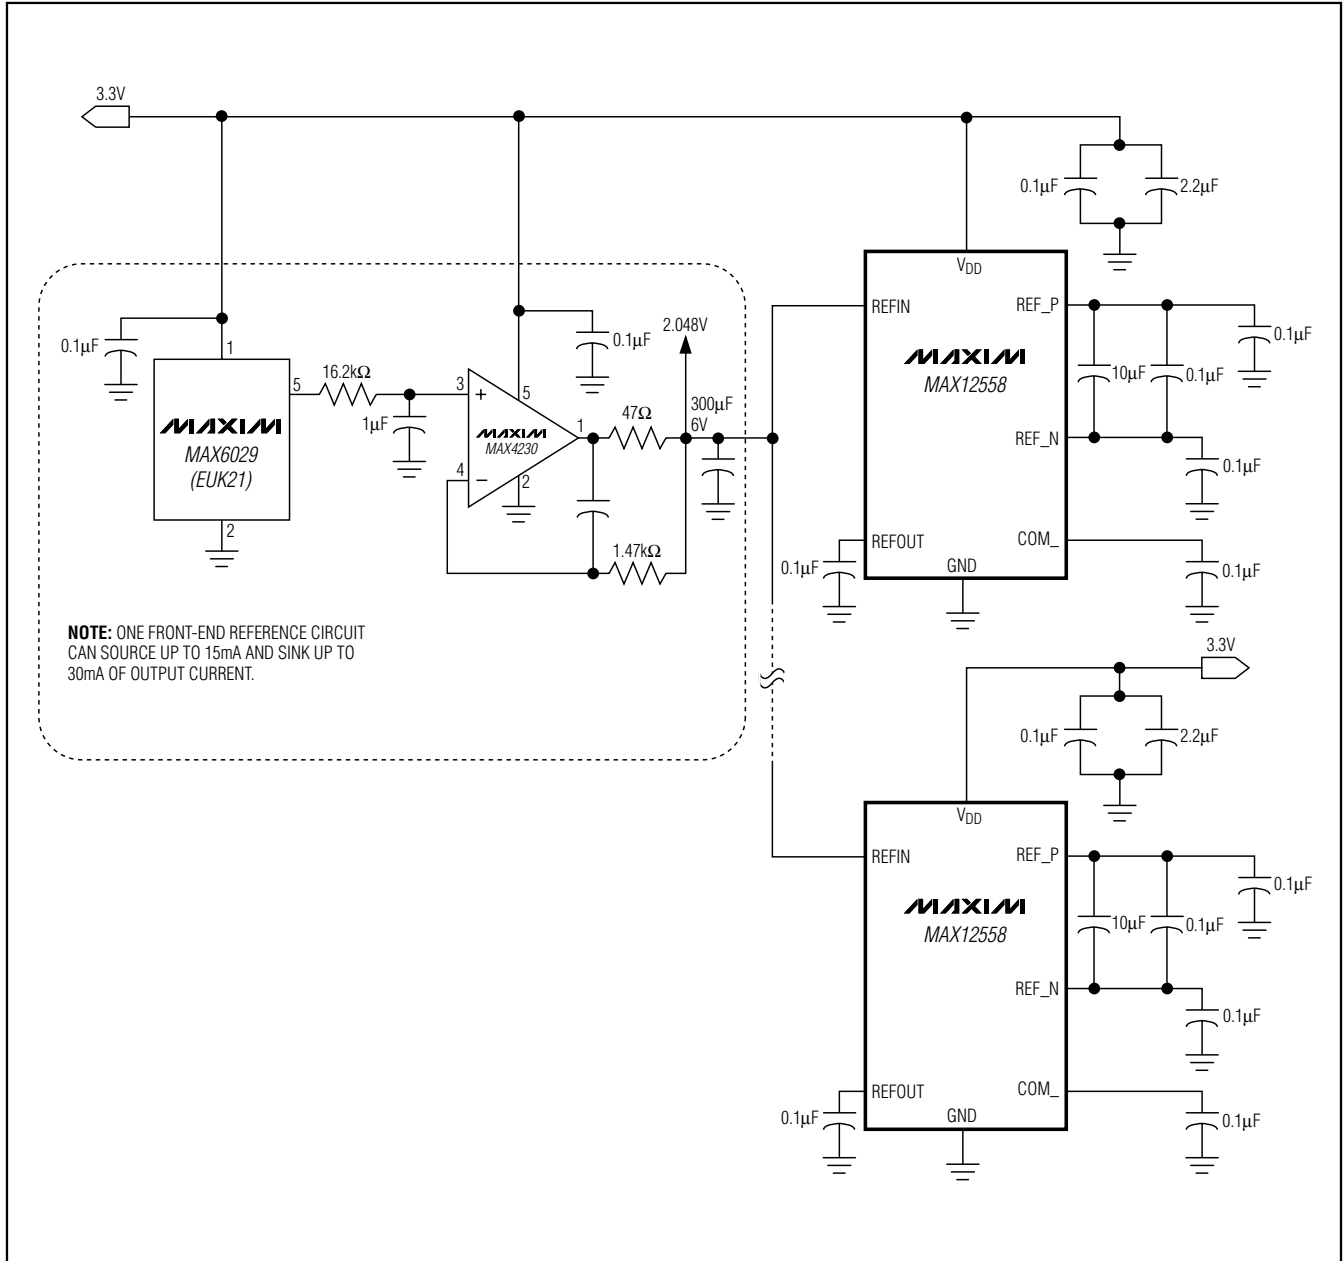 3.3V
0.1µF
2.2µF
VDD
REFIN
REF_P
0.1µF
MAXIM
MAX12558
10µF
0.1µF
REF_N
0.1µF
REFOUT
COM_
0.1µF
GND
0.1µF
0.1µF
1
5
16.2kΩ
1µF
MAXIM
MAX6029
(EUK21)
2
3
+
5
0.1µF
2.048V
MAXIM
MAX4230
1
47Ω
300µF
6V
4
−
2
1.47kΩ
NOTE: ONE FRONT-END REFERENCE CIRCUIT
CAN SOURCE UP TO 15mA AND SINK UP TO
30mA OF OUTPUT CURRENT.
3.3V
0.1µF
2.2µF
VDD
REFIN
REF_P
0.1µF
MAXIM
MAX12558
10µF
0.1µF
REF_N
0.1µF
REFOUT
COM_
0.1µF
GND
0.1µF